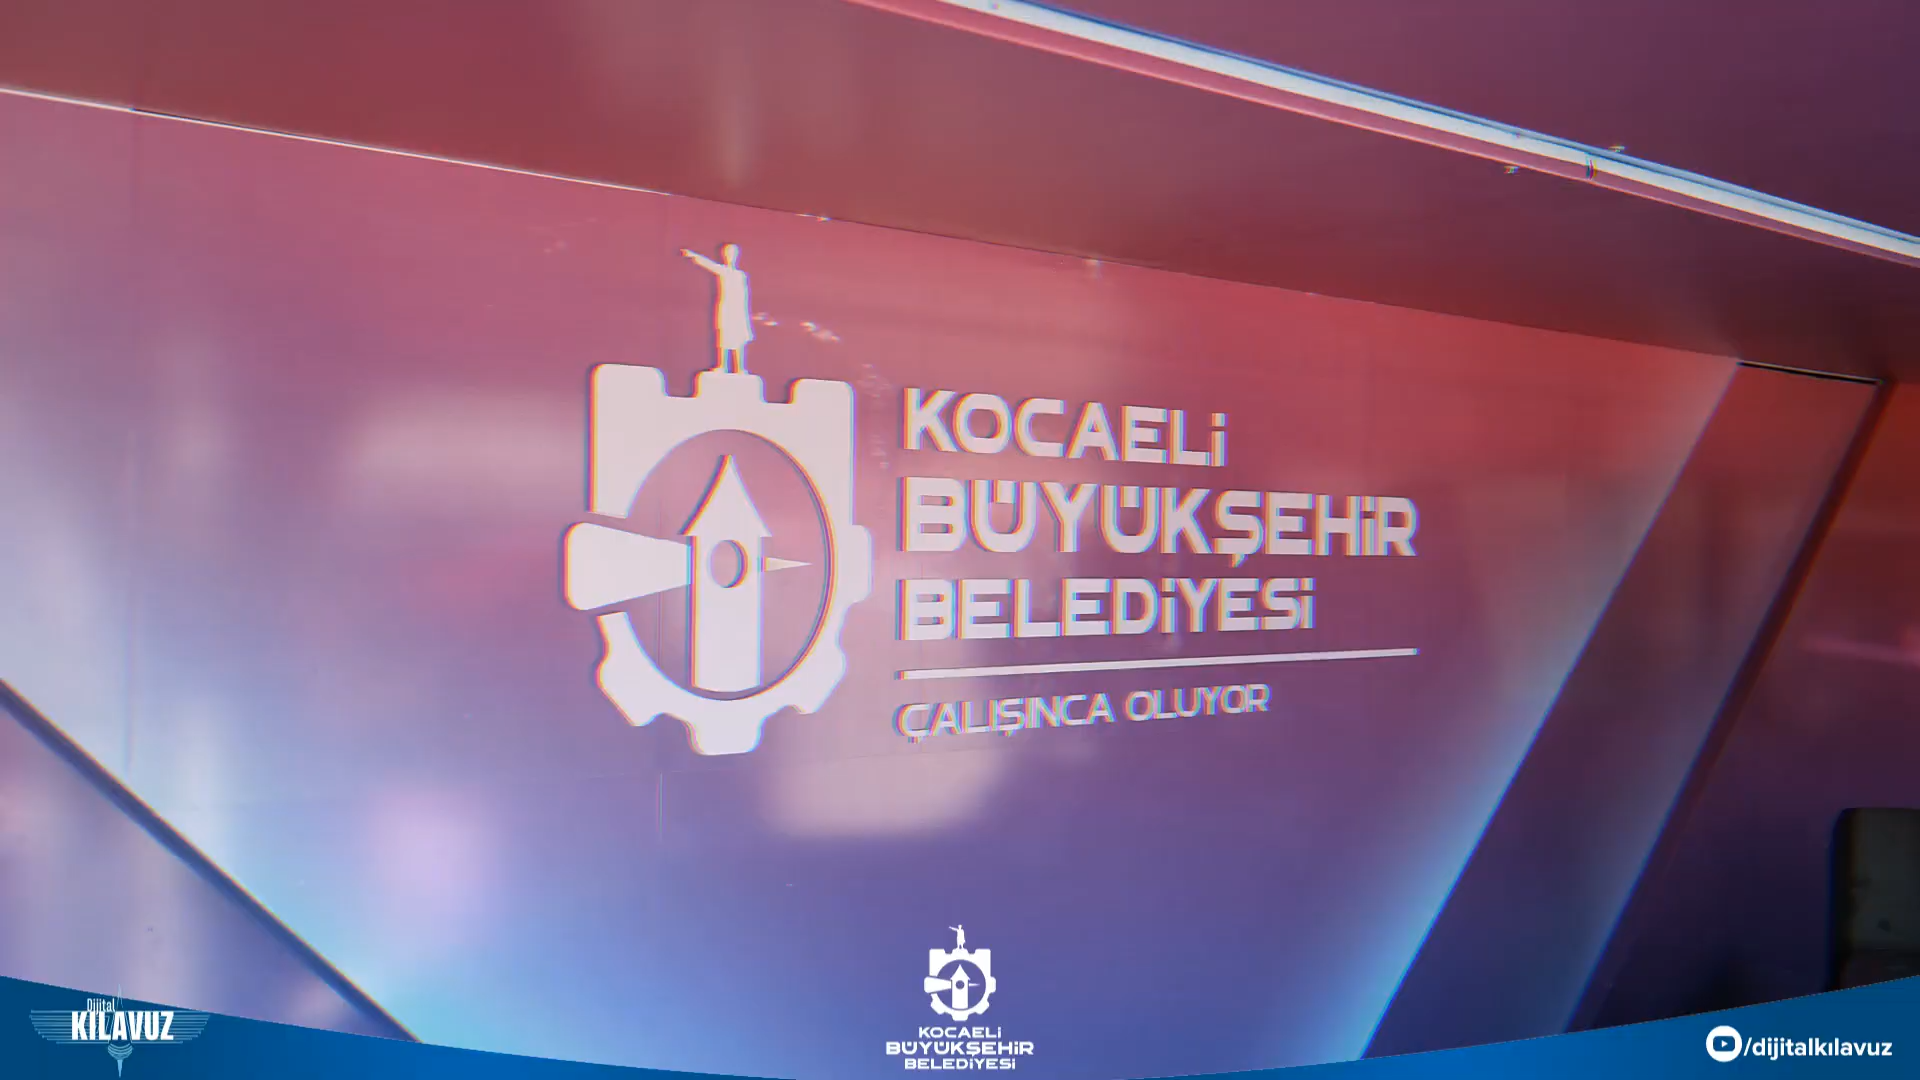 KOCAELİ
BÜYÜKŞEHİR
BELEDİYESİ
ÇALIŞINCA OLUYOR
Dijital
KILAVUZ
KOCAELİ
BÜYÜKŞEHİR
BELEDİYESİ
/dijitalkılavuz